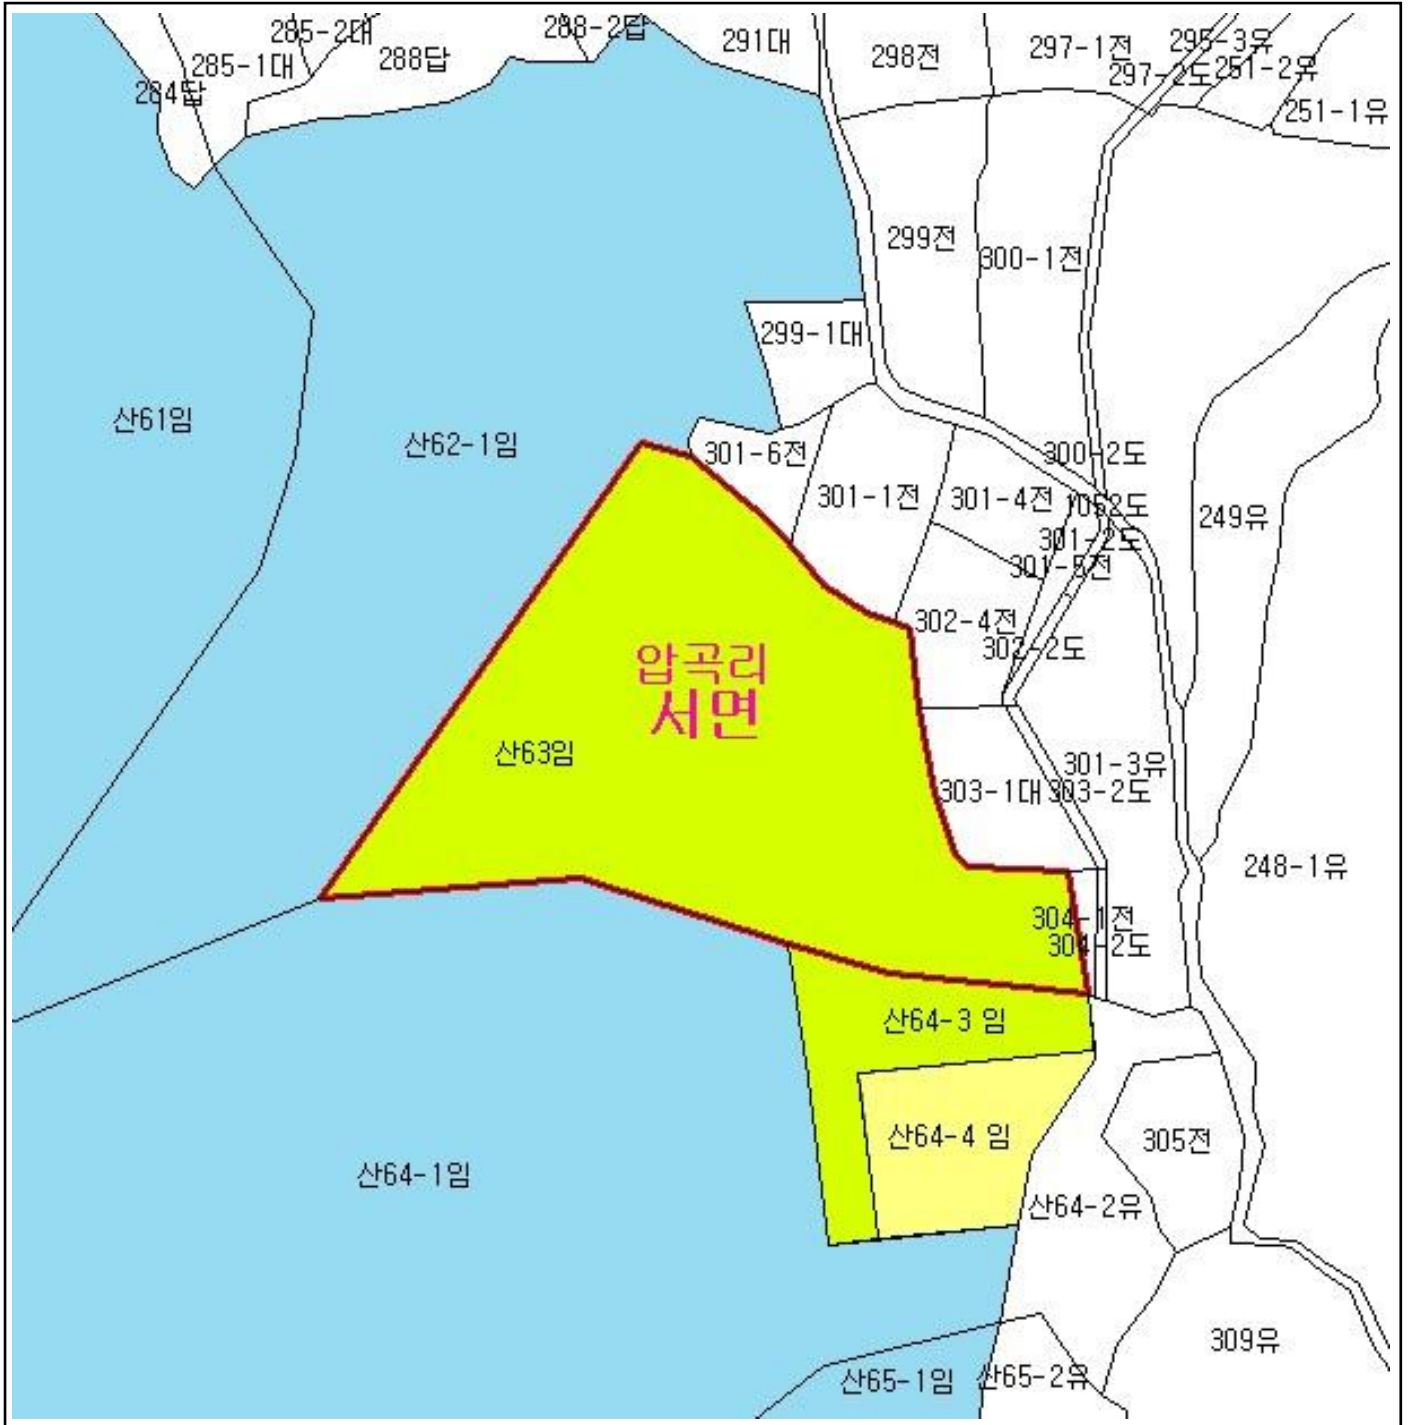 285-2대
288-2답
291대
298전
297-1전
295-3유
285-1대
288답
297-2도
251-2유
284답
251-1유
299전
300-1전
299-1대
산61임
산62-1임
301-6전
300-2도
301-1전
301-4전
1052도
249유
301-2도
301-5전
302-4전
302-2도
압곡리
서면
산63임
301-3유
303-1대
303-2도
248-1유
304-1전
304-2도
산64-3 임
산64-4 임
305전
산64-1임
산64-2유
309유
산65-1임
산65-2유